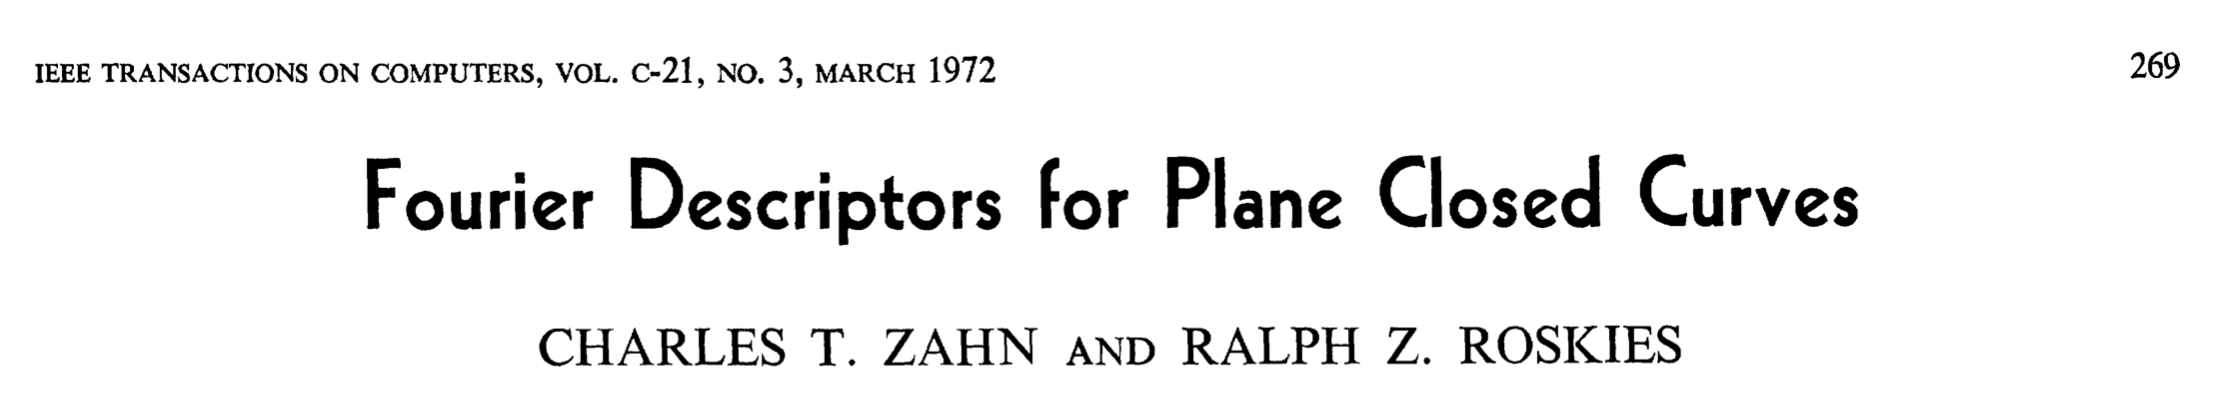 IEEE TRANSACTIONS ON COMPUTERS, VOL. C-21, NO. 3, MARCH 1972 269
Fourier Descriptors for Plane Closed Curves
CHARLES T. ZAHN AND RALPH Z. ROSKIES